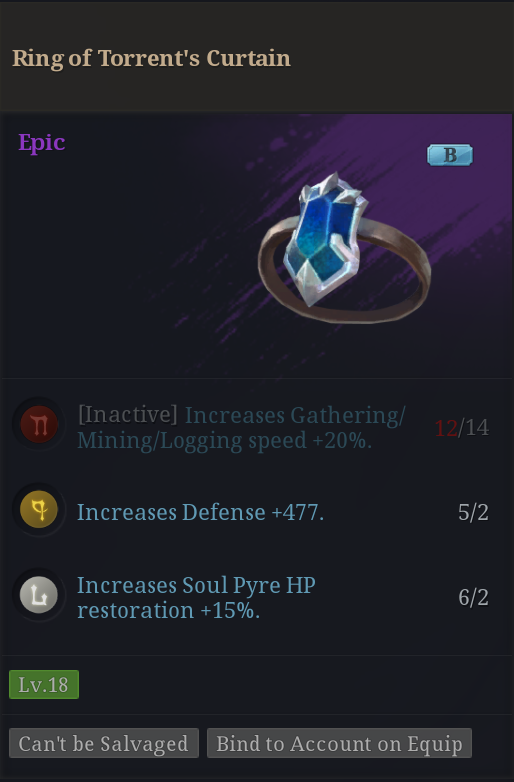 Ring of Torrent's Curtain
Epic
B
[Inactive] Increases Gathering/
Mining/Logging speed +20%.
12/14
Increases Defense +477.
5/2
Increases Soul Pyre HP
restoration +15%.
6/2
Lv.18
Can't be Salvaged
Bind to Account on Equip